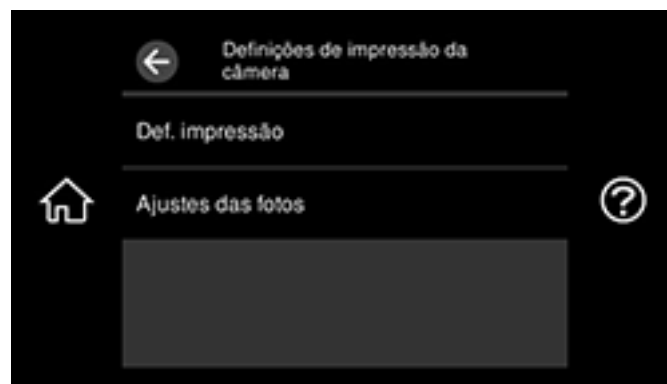 Definições de impressão da
câmera
Def. impressão
Ajustes das fotos